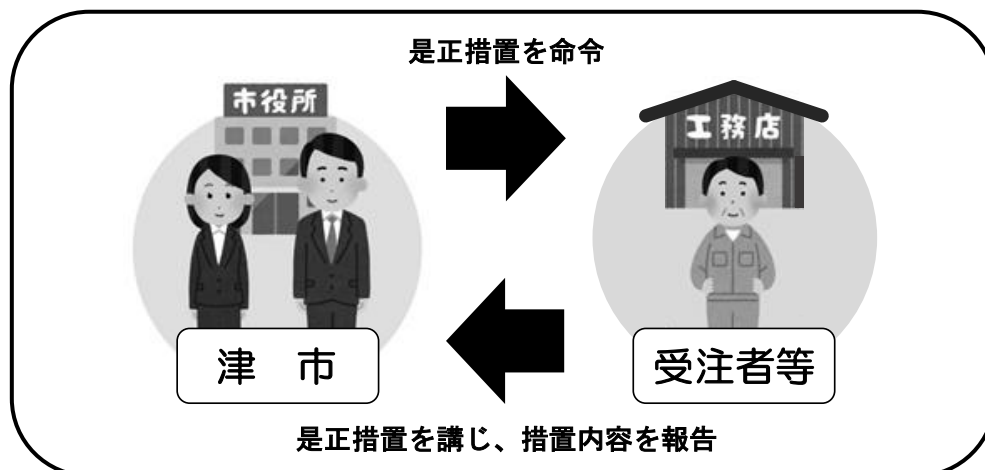 是正措置を命令
市役所
工務店
津　市
受注者等
是正措置を講じ、措置内容を報告